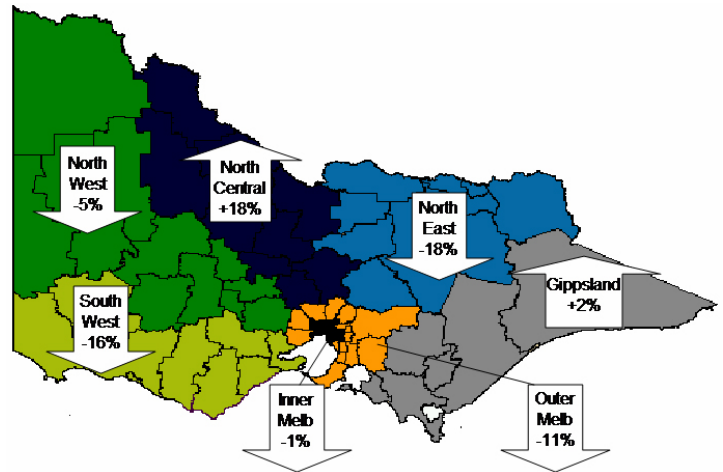 North
West
-5%
North
Central
+18%
North
East
-18%
Gippsland
+2%
South
West
-16%
Inner
Melb
-1%
Outer
Melb
-11%